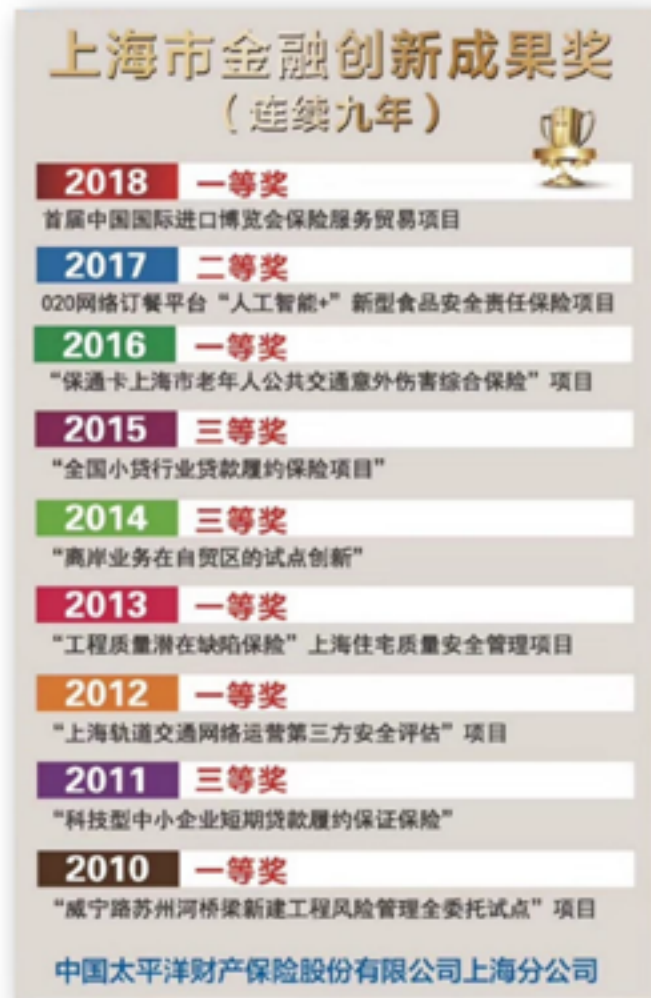 上海市金融创新成果奖
（连续九年）
2018 一等奖
首届中国国际进口博览会保险服务贸易项目
2017 二等奖
O2O网络订餐平台“人工智能+”新型食品安全责任保险项目
2016 一等奖
“保通卡上海市老年人公共交通意外伤害综合保险”项目
2015 三等奖
“全国小贷行业贷款履约保险项目”
2014 三等奖
“离岸业务在自贸区的试点创新”
2013 一等奖
“工程质量潜在缺陷保险”上海住宅质量安全管理项目
2012 一等奖
“上海轨道交通网络运营第三方安全评估”项目
2011 三等奖
“科技型中小企业短期贷款履约保证保险”
2010 一等奖
“威宁路苏州河桥梁新建工程风险管理全委托试点”项目
中国太平洋财产保险股份有限公司上海分公司